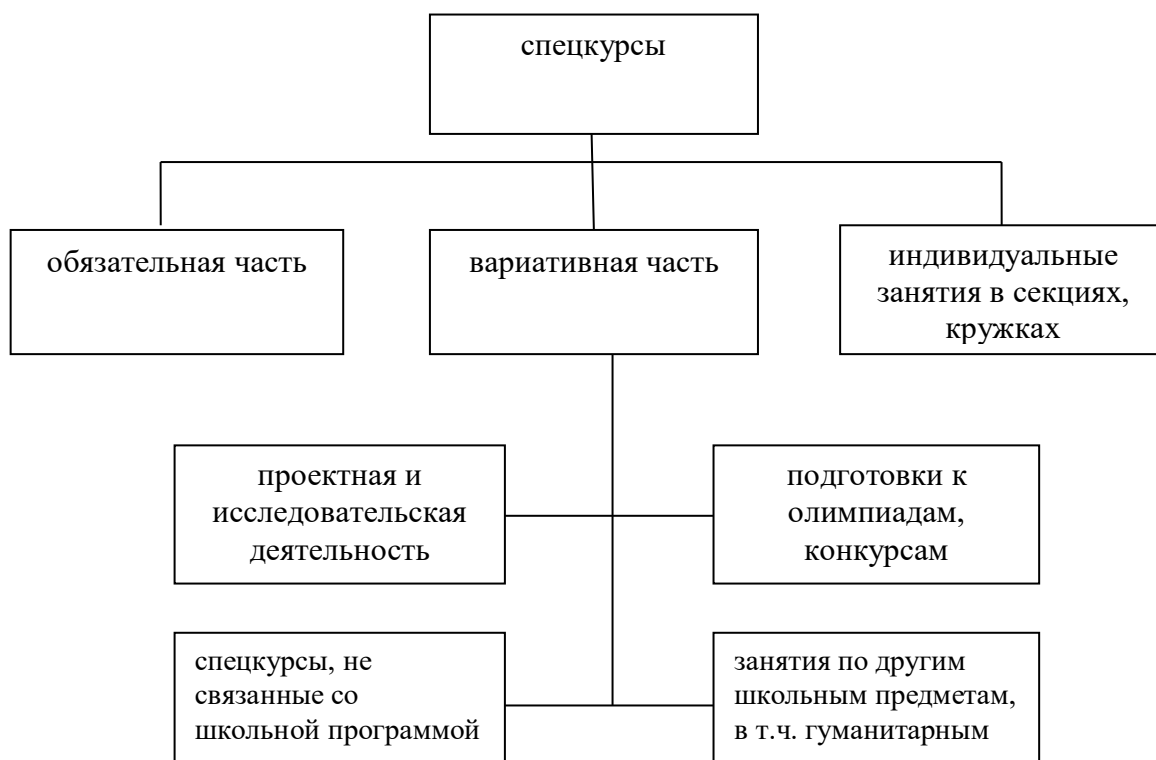 спецкурсы
обязательная часть
вариативная часть
индивидуальные
занятия в секциях,
кружках
проектная и
исследовательская
деятельность
подготовки к
олимпиадам,
конкурсам
спецкурсы, не
связанные со
школьной программой
занятия по другим
школьным предметам,
в т.ч. гуманитарным